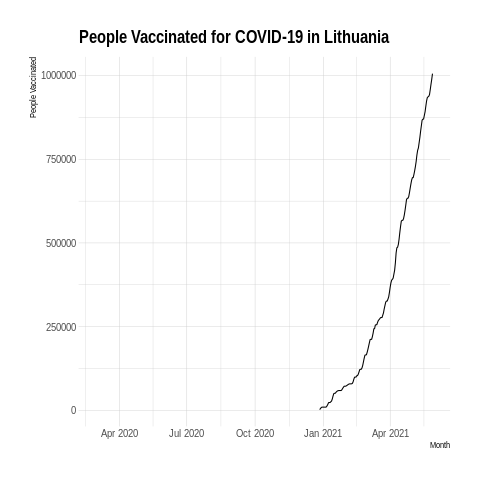 People Vaccinated for COVID-19 in Lithuania
People Vaccinated
1000000
750000
500000
250000
0
Apr 2020
Jul 2020
Oct 2020
Jan 2021
Apr 2021
Month